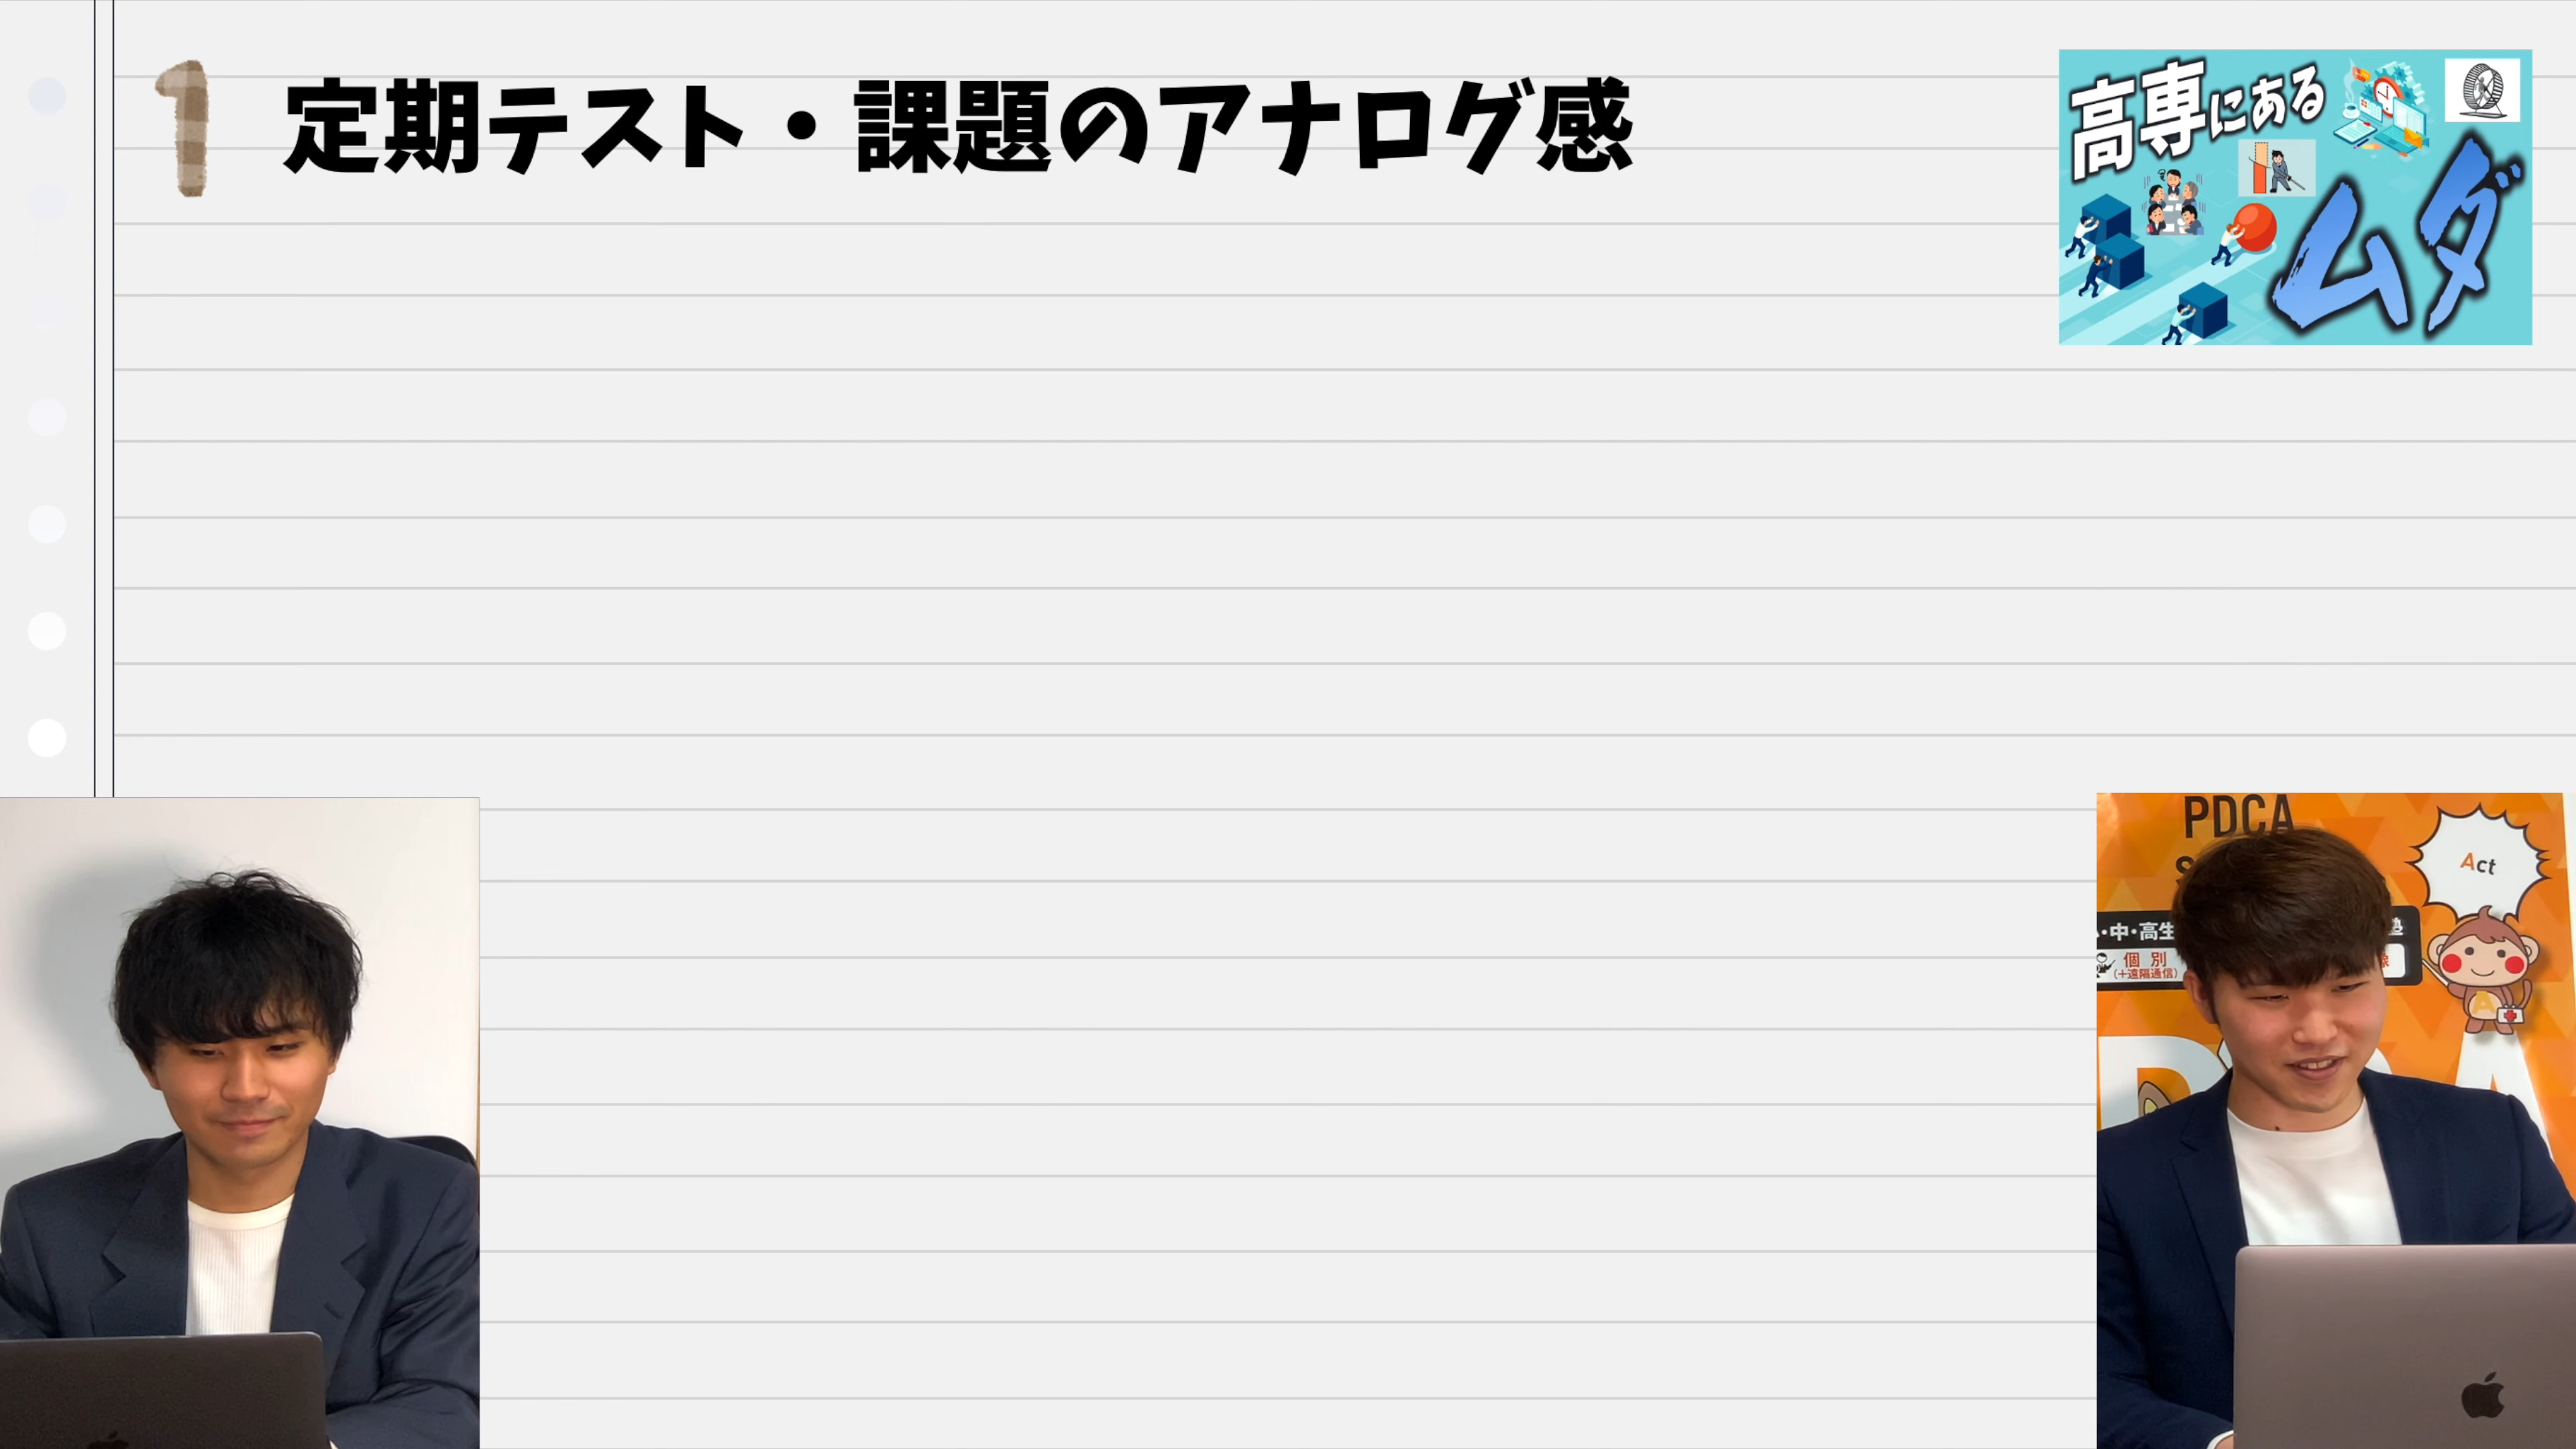 1 定期テスト・課題のアナログ感
高専にある
ムダ
PDCA
Act
・中・高生
個別
(+遠隔通信)
A